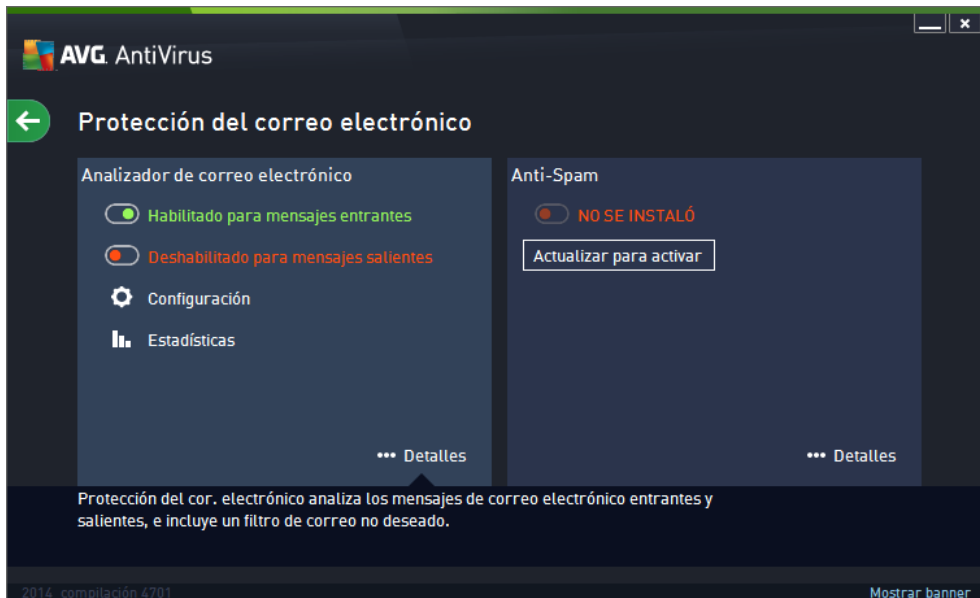 AVG. AntiVirus
Protección del correo electrónico
Analizador de correo electrónico
Habilitado para mensajes entrantes
Deshabilitado para mensajes salientes
Configuración
Estadísticas
Detalles
Anti-Spam
NO SE INSTALÓ
Actualizar para activar
Detalles
Protección del cor. electrónico analiza los mensajes de correo electrónico entrantes y
salientes, e incluye un filtro de correo no deseado.
2014 compilación 4701
Mostrar banner